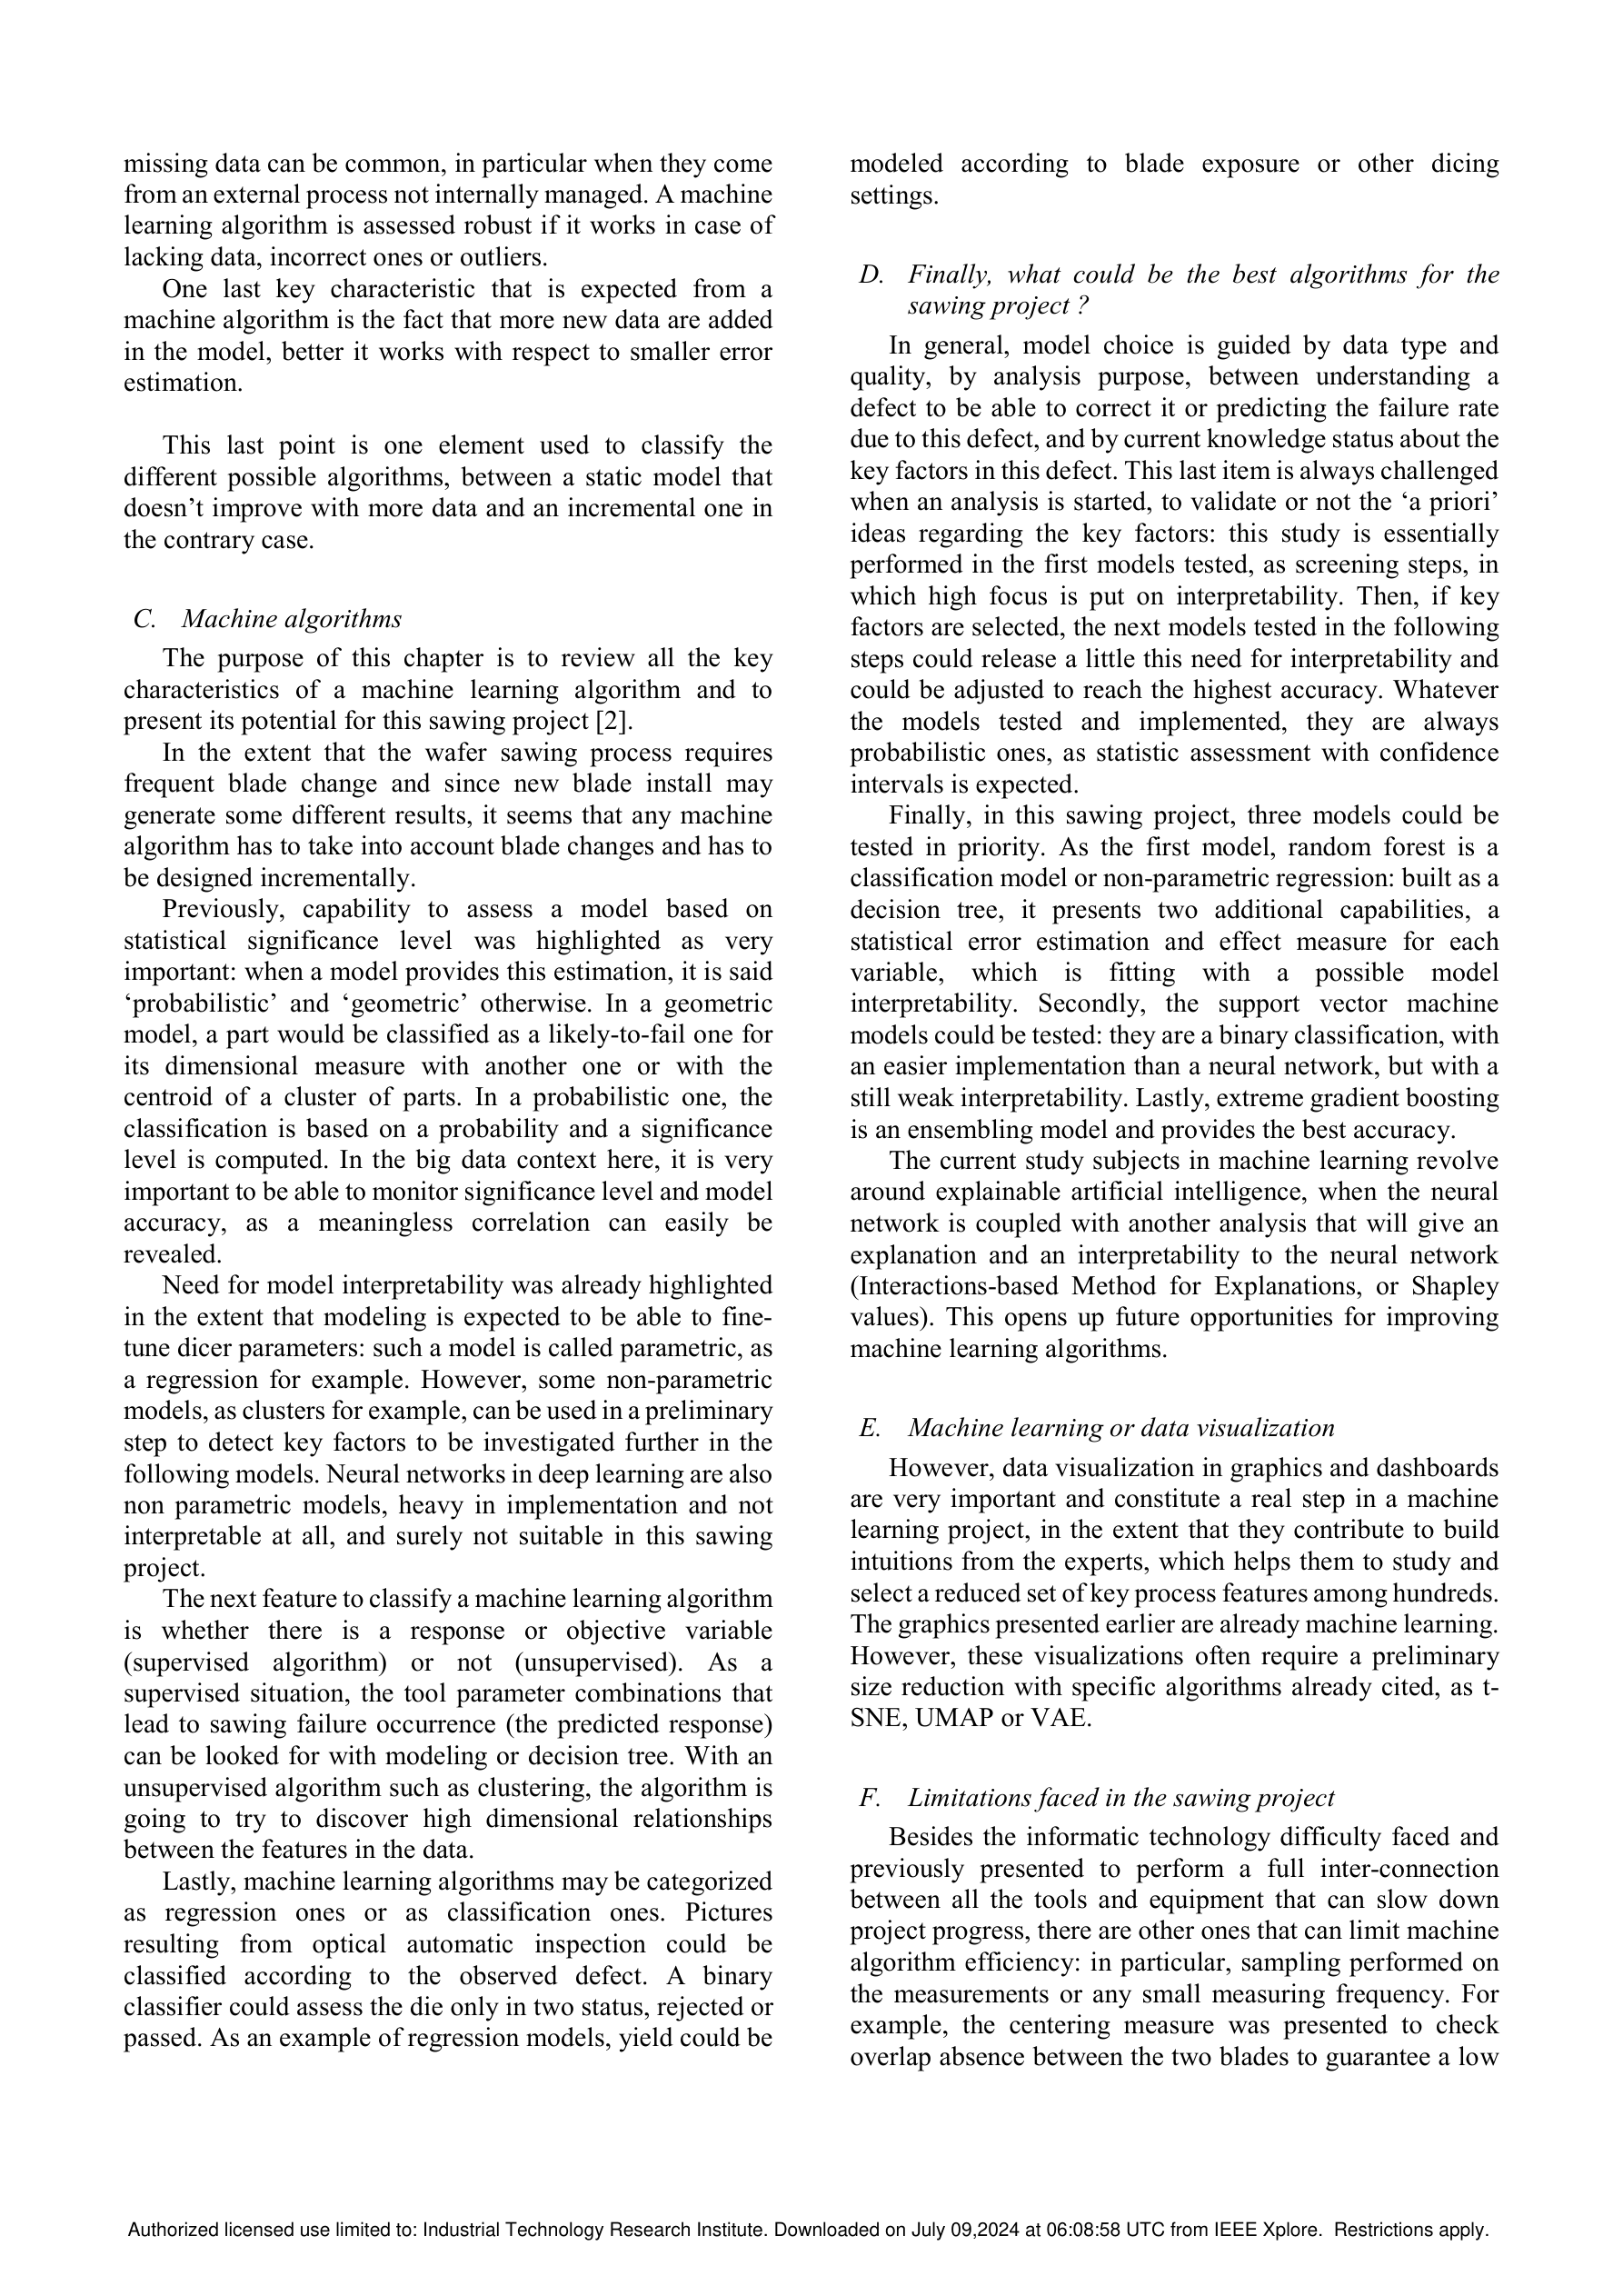 missing data can be common, in particular when they come
from an external process not internally managed. A machine
learning algorithm is assessed robust if it works in case of
lacking data, incorrect ones or outliers.
One last key characteristic that is expected from a
machine algorithm is the fact that more new data are added
in the model, better it works with respect to smaller error
estimation.
This last point is one element used to classify the
different possible algorithms, between a static model that
doesn’t improve with more data and an incremental one in
the contrary case.
C. Machine algorithms
The purpose of this chapter is to review all the key
characteristics of a machine learning algorithm and to
present its potential for this sawing project [2].
In the extent that the wafer sawing process requires
frequent blade change and since new blade install may
generate some different results, it seems that any machine
algorithm has to take into account blade changes and has to
be designed incrementally.
Previously, capability to assess a model based on
statistical significance level was highlighted as very
important: when a model provides this estimation, it is said
‘probabilistic’ and ‘geometric’ otherwise. In a geometric
model, a part would be classified as a likely-to-fail one for
its dimensional measure with another one or with the
centroid of a cluster of parts. In a probabilistic one, the
classification is based on a probability and a significance
level is computed. In the big data context here, it is very
important to be able to monitor significance level and model
accuracy, as a meaningless correlation can easily be
revealed.
Need for model interpretability was already highlighted
in the extent that modeling is expected to be able to fine-
tune dicer parameters: such a model is called parametric, as
a regression for example. However, some non-parametric
models, as clusters for example, can be used in a preliminary
step to detect key factors to be investigated further in the
following models. Neural networks in deep learning are also
non parametric models, heavy in implementation and not
interpretable at all, and surely not suitable in this sawing
project.
The next feature to classify a machine learning algorithm
is whether there is a response or objective variable
(supervised algorithm) or not (unsupervised). As a
supervised situation, the tool parameter combinations that
lead to sawing failure occurrence (the predicted response)
can be looked for with modeling or decision tree. With an
unsupervised algorithm such as clustering, the algorithm is
going to try to discover high dimensional relationships
between the features in the data.
Lastly, machine learning algorithms may be categorized
as regression ones or as classification ones. Pictures
resulting from optical automatic inspection could be
classified according to the observed defect. A binary
classifier could assess the die only in two status, rejected or
passed. As an example of regression models, yield could be
modeled according to blade exposure or other dicing
settings.
D. Finally, what could be the best algorithms for the
sawing project ?
In general, model choice is guided by data type and
quality, by analysis purpose, between understanding a
defect to be able to correct it or predicting the failure rate
due to this defect, and by current knowledge status about the
key factors in this defect. This last item is always challenged
when an analysis is started, to validate or not the ‘a priori’
ideas regarding the key factors: this study is essentially
performed in the first models tested, as screening steps, in
which high focus is put on interpretability. Then, if key
factors are selected, the next models tested in the following
steps could release a little this need for interpretability and
could be adjusted to reach the highest accuracy. Whatever
the models tested and implemented, they are always
probabilistic ones, as statistic assessment with confidence
intervals is expected.
Finally, in this sawing project, three models could be
tested in priority. As the first model, random forest is a
classification model or non-parametric regression: built as a
decision tree, it presents two additional capabilities, a
statistical error estimation and effect measure for each
variable, which is fitting with a possible model
interpretability. Secondly, the support vector machine
models could be tested: they are a binary classification, with
an easier implementation than a neural network, but with a
still weak interpretability. Lastly, extreme gradient boosting
is an ensembling model and provides the best accuracy.
The current study subjects in machine learning revolve
around explainable artificial intelligence, when the neural
network is coupled with another analysis that will give an
explanation and an interpretability to the neural network
(Interactions-based Method for Explanations, or Shapley
values). This opens up future opportunities for improving
machine learning algorithms.
E. Machine learning or data visualization
However, data visualization in graphics and dashboards
are very important and constitute a real step in a machine
learning project, in the extent that they contribute to build
intuitions from the experts, which helps them to study and
select a reduced set of key process features among hundreds.
The graphics presented earlier are already machine learning.
However, these visualizations often require a preliminary
size reduction with specific algorithms already cited, as t-
SNE, UMAP or VAE.
F. Limitations faced in the sawing project
Besides the informatic technology difficulty faced and
previously presented to perform a full inter-connection
between all the tools and equipment that can slow down
project progress, there are other ones that can limit machine
algorithm efficiency: in particular, sampling performed on
the measurements or any small measuring frequency. For
example, the centering measure was presented to check
overlap absence between the two blades to guarantee a low
Authorized licensed use limited to: Industrial Technology Research Institute. Downloaded on July 09,2024 at 06:08:58 UTC from IEEE Xplore. Restrictions apply.